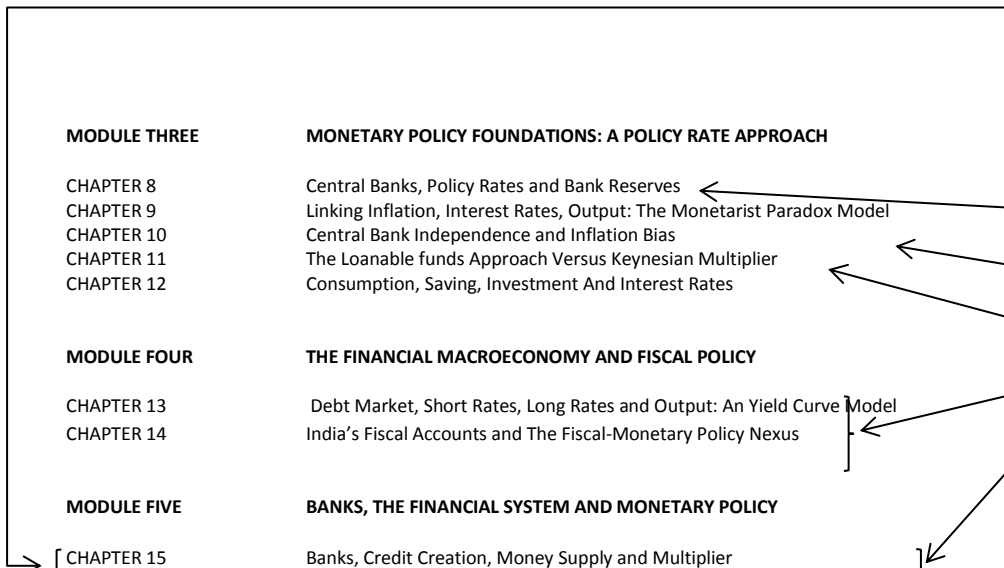 MODULE THREE MONETARY POLICY FOUNDATIONS: A POLICY RATE APPROACH
CHAPTER 8 Central Banks, Policy Rates and Bank Reserves
CHAPTER 9 Linking Inflation, Interest Rates, Output: The Monetarist Paradox Model
CHAPTER 10 Central Bank Independence and Inflation Bias
CHAPTER 11 The Loanable funds Approach Versus Keynesian Multiplier
CHAPTER 12 Consumption, Saving, Investment And Interest Rates
MODULE FOUR THE FINANCIAL MACROECONOMY AND FISCAL POLICY
CHAPTER 13 Debt Market, Short Rates, Long Rates and Output: An Yield Curve Model
CHAPTER 14 India’s Fiscal Accounts and The Fiscal-Monetary Policy Nexus
MODULE FIVE BANKS, THE FINANCIAL SYSTEM AND MONETARY POLICY
CHAPTER 15 Banks, Credit Creation, Money Supply and Multiplier